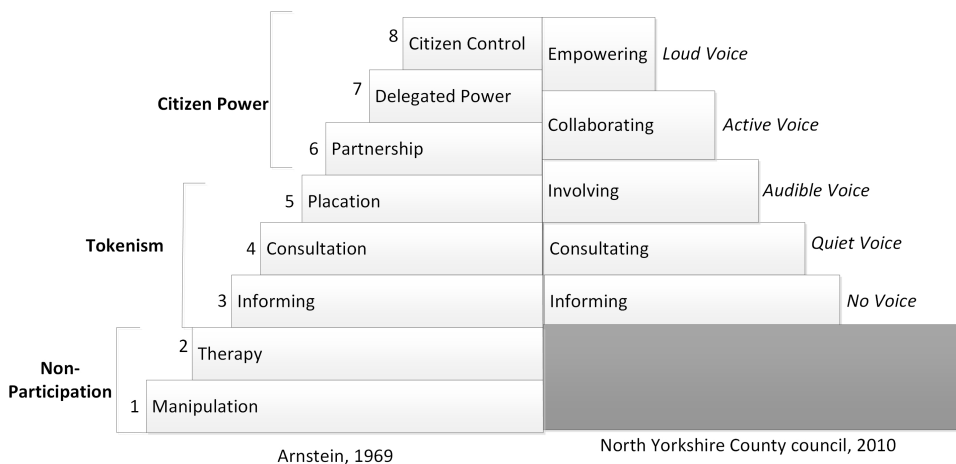 8 Citizen Control
Empowering
Loud Voice
7 Delegated Power
Citizen Power
Collaborating
Active Voice
6 Partnership
5 Placation
Involving
Audible Voice
Tokenism
4 Consultation
Consultating
Quiet Voice
3 Informing
Informing
No Voice
2 Therapy
Non-
Participation
1 Manipulation
Arnstein, 1969
North Yorkshire County council, 2010